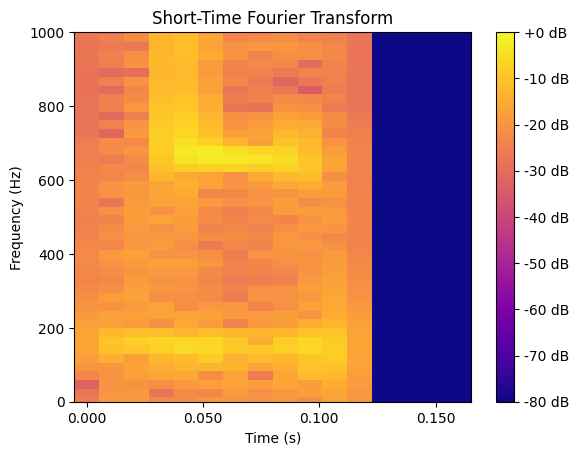 Short-Time Fourier Transform
1000
800
600
400
200
0
Frequency (Hz)
0.000
0.050
0.100
0.150
Time (s)
+0 dB
-10 dB
-20 dB
-30 dB
-40 dB
-50 dB
-60 dB
-70 dB
-80 dB